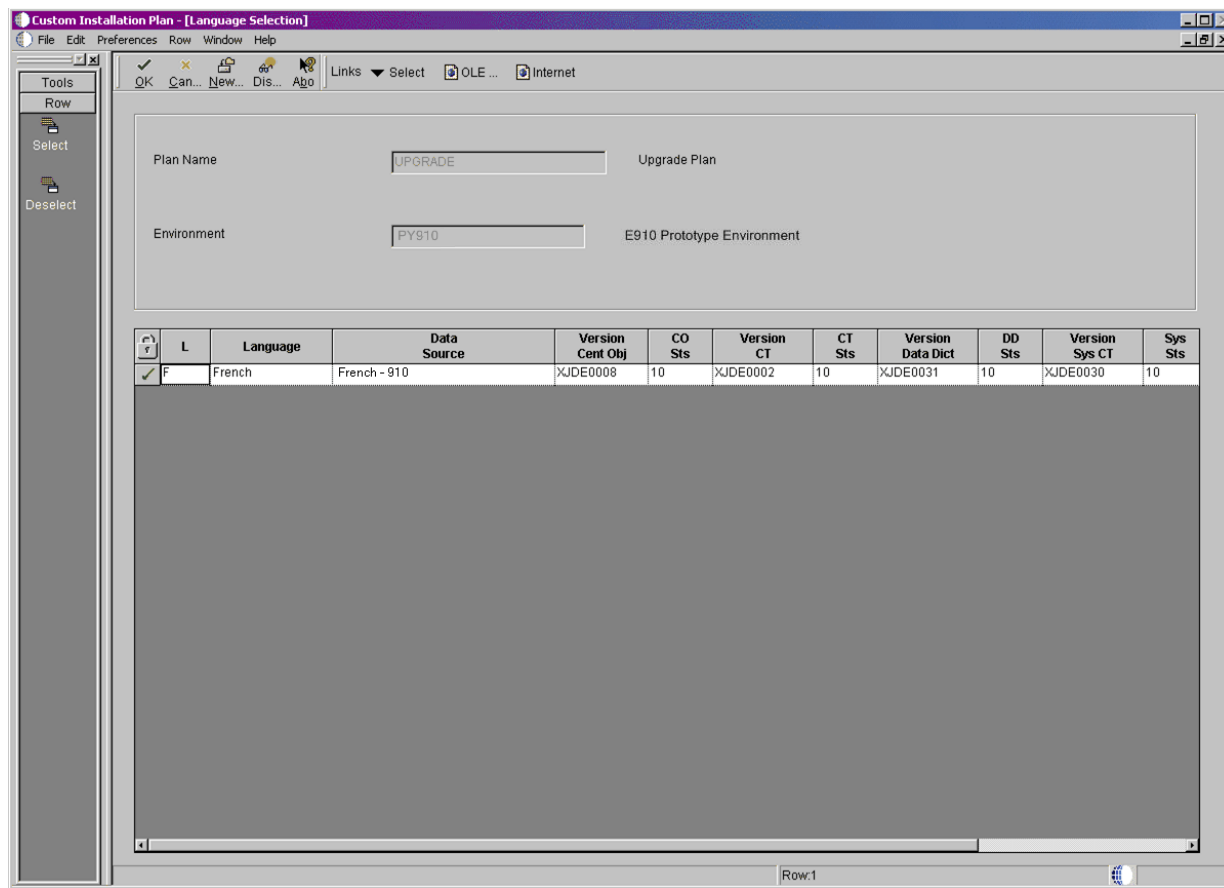 Custom Installation Plan - [Language Selection]
File Edit Preferences Row Window Help
Tools
Row
Select
Deselect
OK Can... New... Dis... Abo Links Select OLE ... Internet
Plan Name UPGRADE Upgrade Plan
Environment PY910 E910 Prototype Environment
L Language Data Source Version Cent Obj CO Sts Version CT CT Sts Version Data Dict DD Sts Version Sys CT Sys Sts
F French French - 910 XJDE0008 10 XJDE0002 10 XJDE0031 10 XJDE0030 10
Row:1